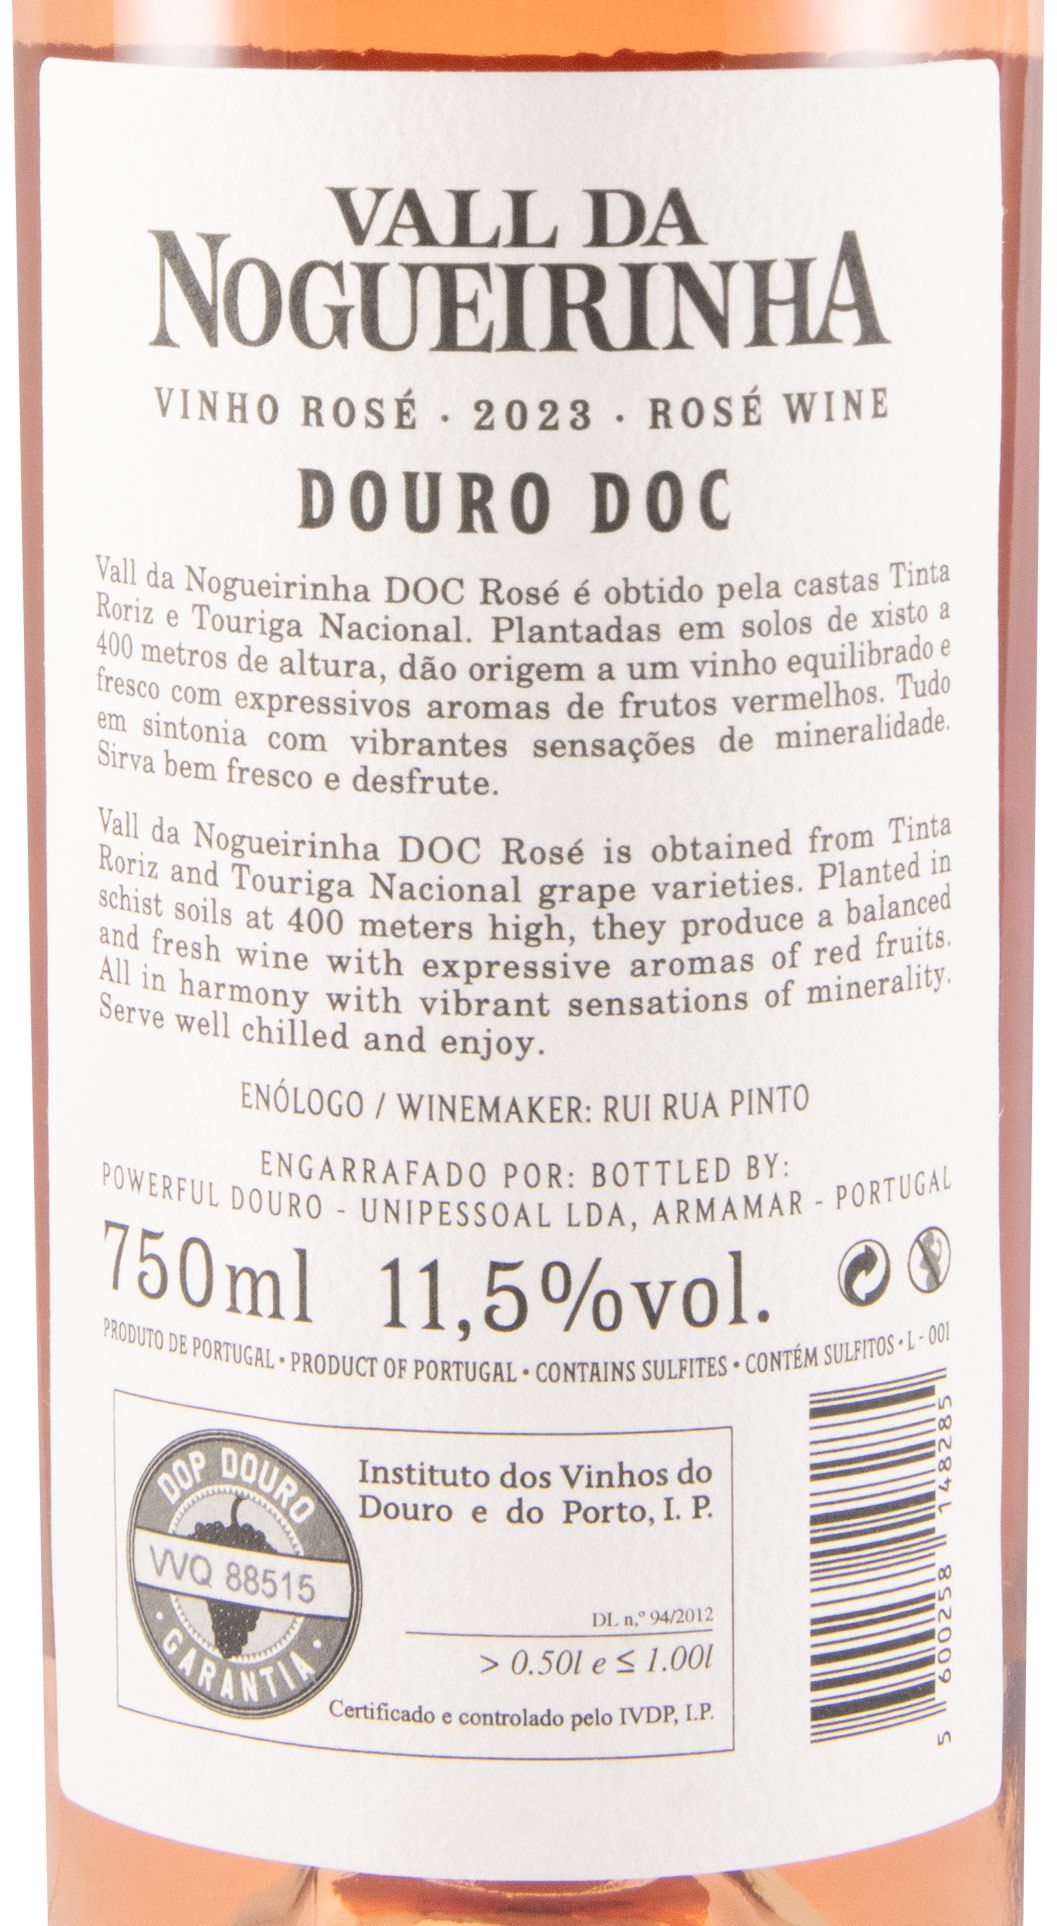 VALL DA
NOGUEIRINHA
VINHO ROSÉ · 2023 · ROSÉ WINE
DOURO DOC
Vall da Nogueirinha DOC Rosé é obtido pela castas Tinta
Roriz e Touriga Nacional. Plantadas em solos de xisto a
400 metros de altura, dão origem a um vinho equilibrado e
fresco com expressivos aromas de frutos vermelhos. Tudo
em sintonia com vibrantes sensações de mineralidade.
Sirva bem fresco e desfrute.
Vall da Nogueirinha DOC Rosé is obtained from Tinta
Roriz and Touriga Nacional grape varieties. Planted in
schist soils at 400 meters high, they produce a balanced
and fresh wine with expressive aromas of red fruits.
All in harmony with vibrant sensations of minerality.
Serve well chilled and enjoy.
ENÓLOGO / WINEMAKER: RUI RUA PINTO
ENGARRAFADO POR: BOTTLED BY:
POWERFUL DOURO - UNIPESSOAL LDA, ARMAMAR - PORTUGAL
750ml 11,5%vol.
PRODUTO DE PORTUGAL • PRODUCT OF PORTUGAL • CONTAINS SULFITES • CONTÉM SULFITOS • L - 001
DOP DOURO
VVQ 88515
· GARANTIA ·
Instituto dos Vinhos do
Douro e do Porto, I. P.
DL n,º 94/2012
> 0.50l e ≤ 1.00l
Certificado e controlado pelo IVDP, I.P.
5 600258 148285